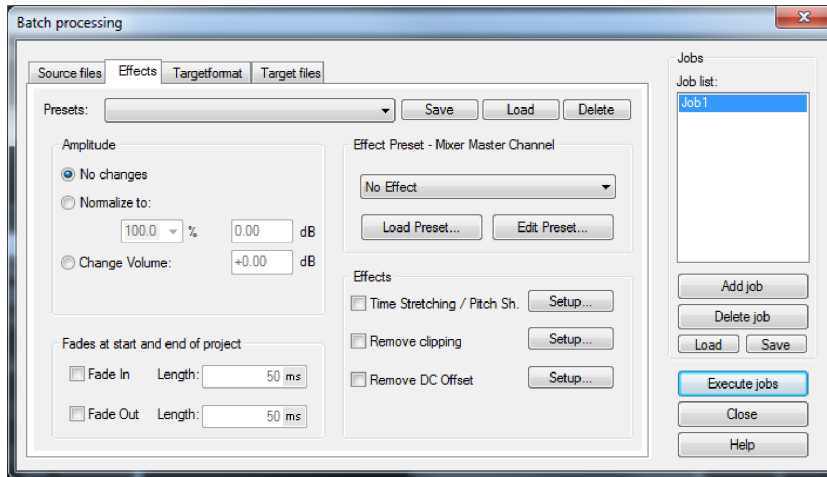 Batch processing
Source files Effects Targetformat Target files
Presets: Save Load Delete
Amplitude
No changes
Normalize to:
100.0 % 0.00 dB
Change Volume: +0.00 dB
Fades at start and end of project
Fade In Length: 50 ms
Fade Out Length: 50 ms
Effect Preset - Mixer Master Channel
No Effect
Load Preset... Edit Preset...
Effects
Time Stretching / Pitch Sh. Setup...
Remove clipping Setup...
Remove DC Offset Setup...
Jobs
Job list:
Job1
Add job
Delete job
Load Save
Execute jobs
Close
Help